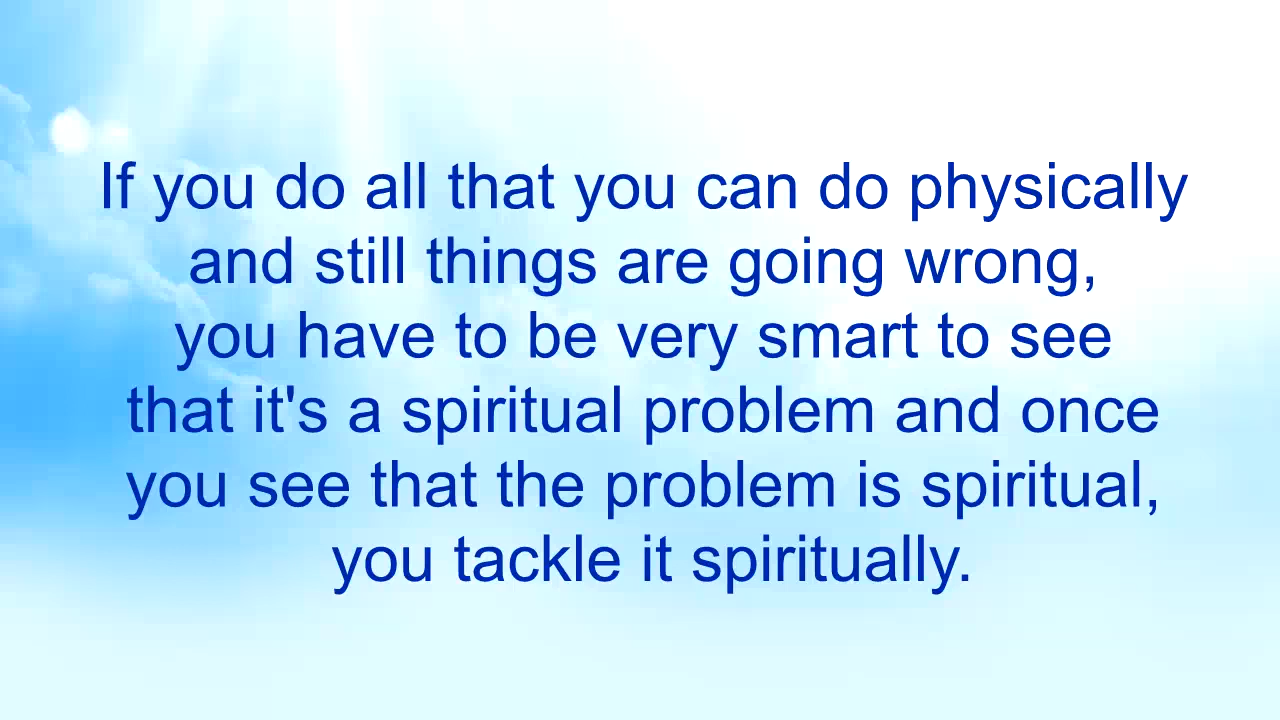 If you do all that you can do physically
and still things are going wrong,
you have to be very smart to see
that it's a spiritual problem and once
you see that the problem is spiritual,
you tackle it spiritually.